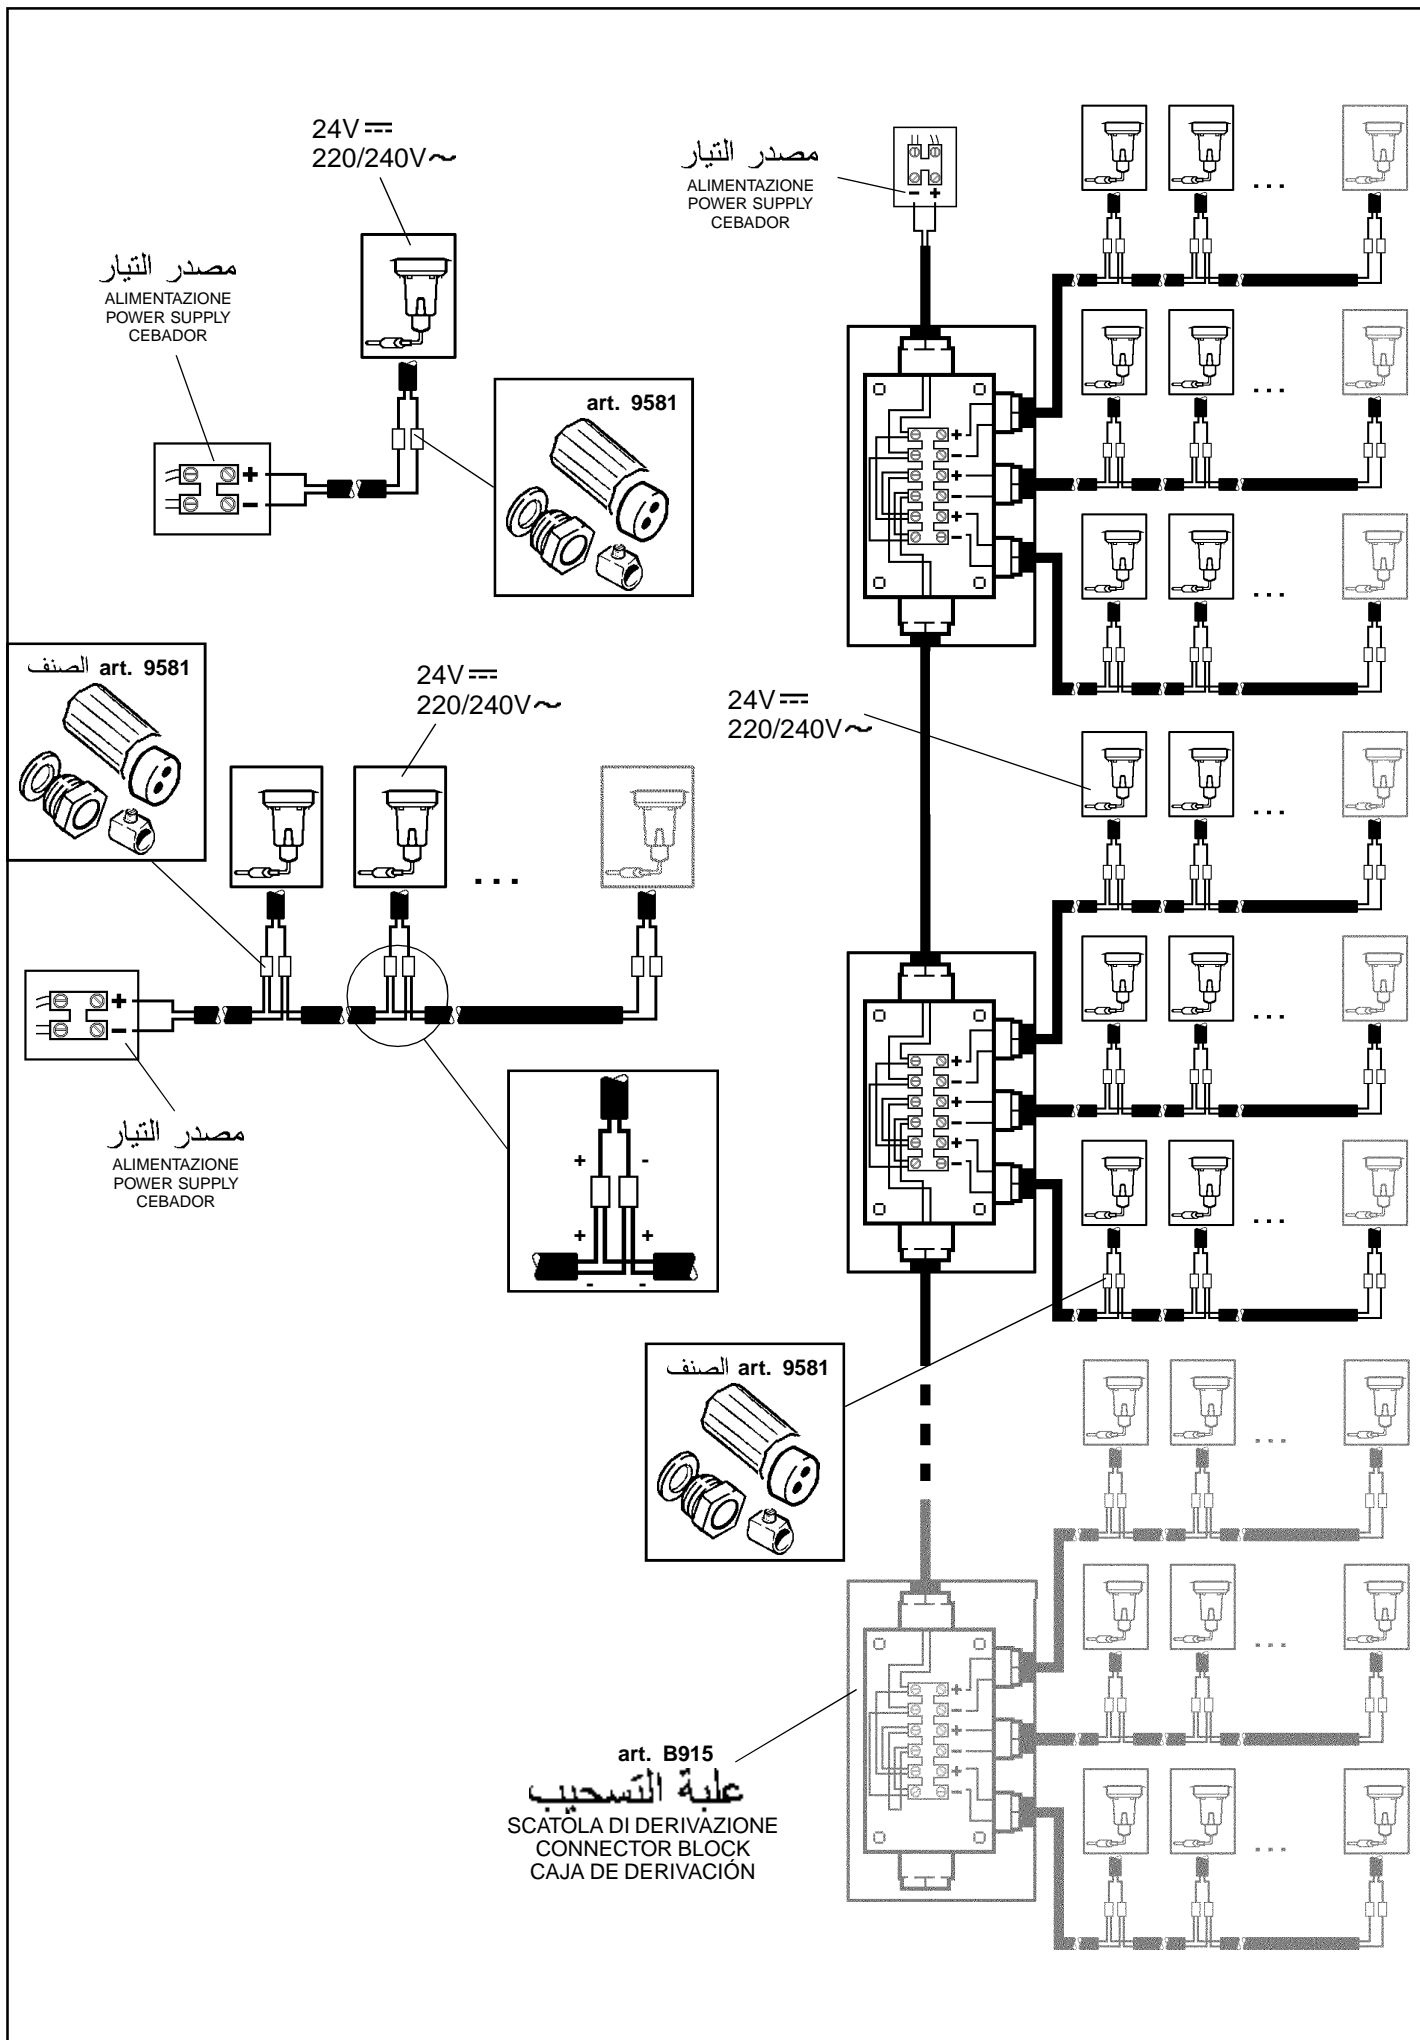 24V
220/240V~
مصدر التيار
ALIMENTAZIONE
POWER SUPPLY
CEBADOR
+
-
art. 9581
مصدر التيار
ALIMENTAZIONE
POWER SUPPLY
CEBADOR
- +
...
...
...
+
-
+
-
+
-
الصنف art. 9581
24V
220/240V~
...
+
-
مصدر التيار
ALIMENTAZIONE
POWER SUPPLY
CEBADOR
+ -
+ +
- -
24V
220/240V~
...
...
...
+
-
+
-
+
-
الصنف art. 9581
...
...
...
+
-
+
-
+
-
art. B915
علبة التسحيب
SCATOLA DI DERIVAZIONE
CONNECTOR BLOCK
CAJA DE DERIVACIÓN